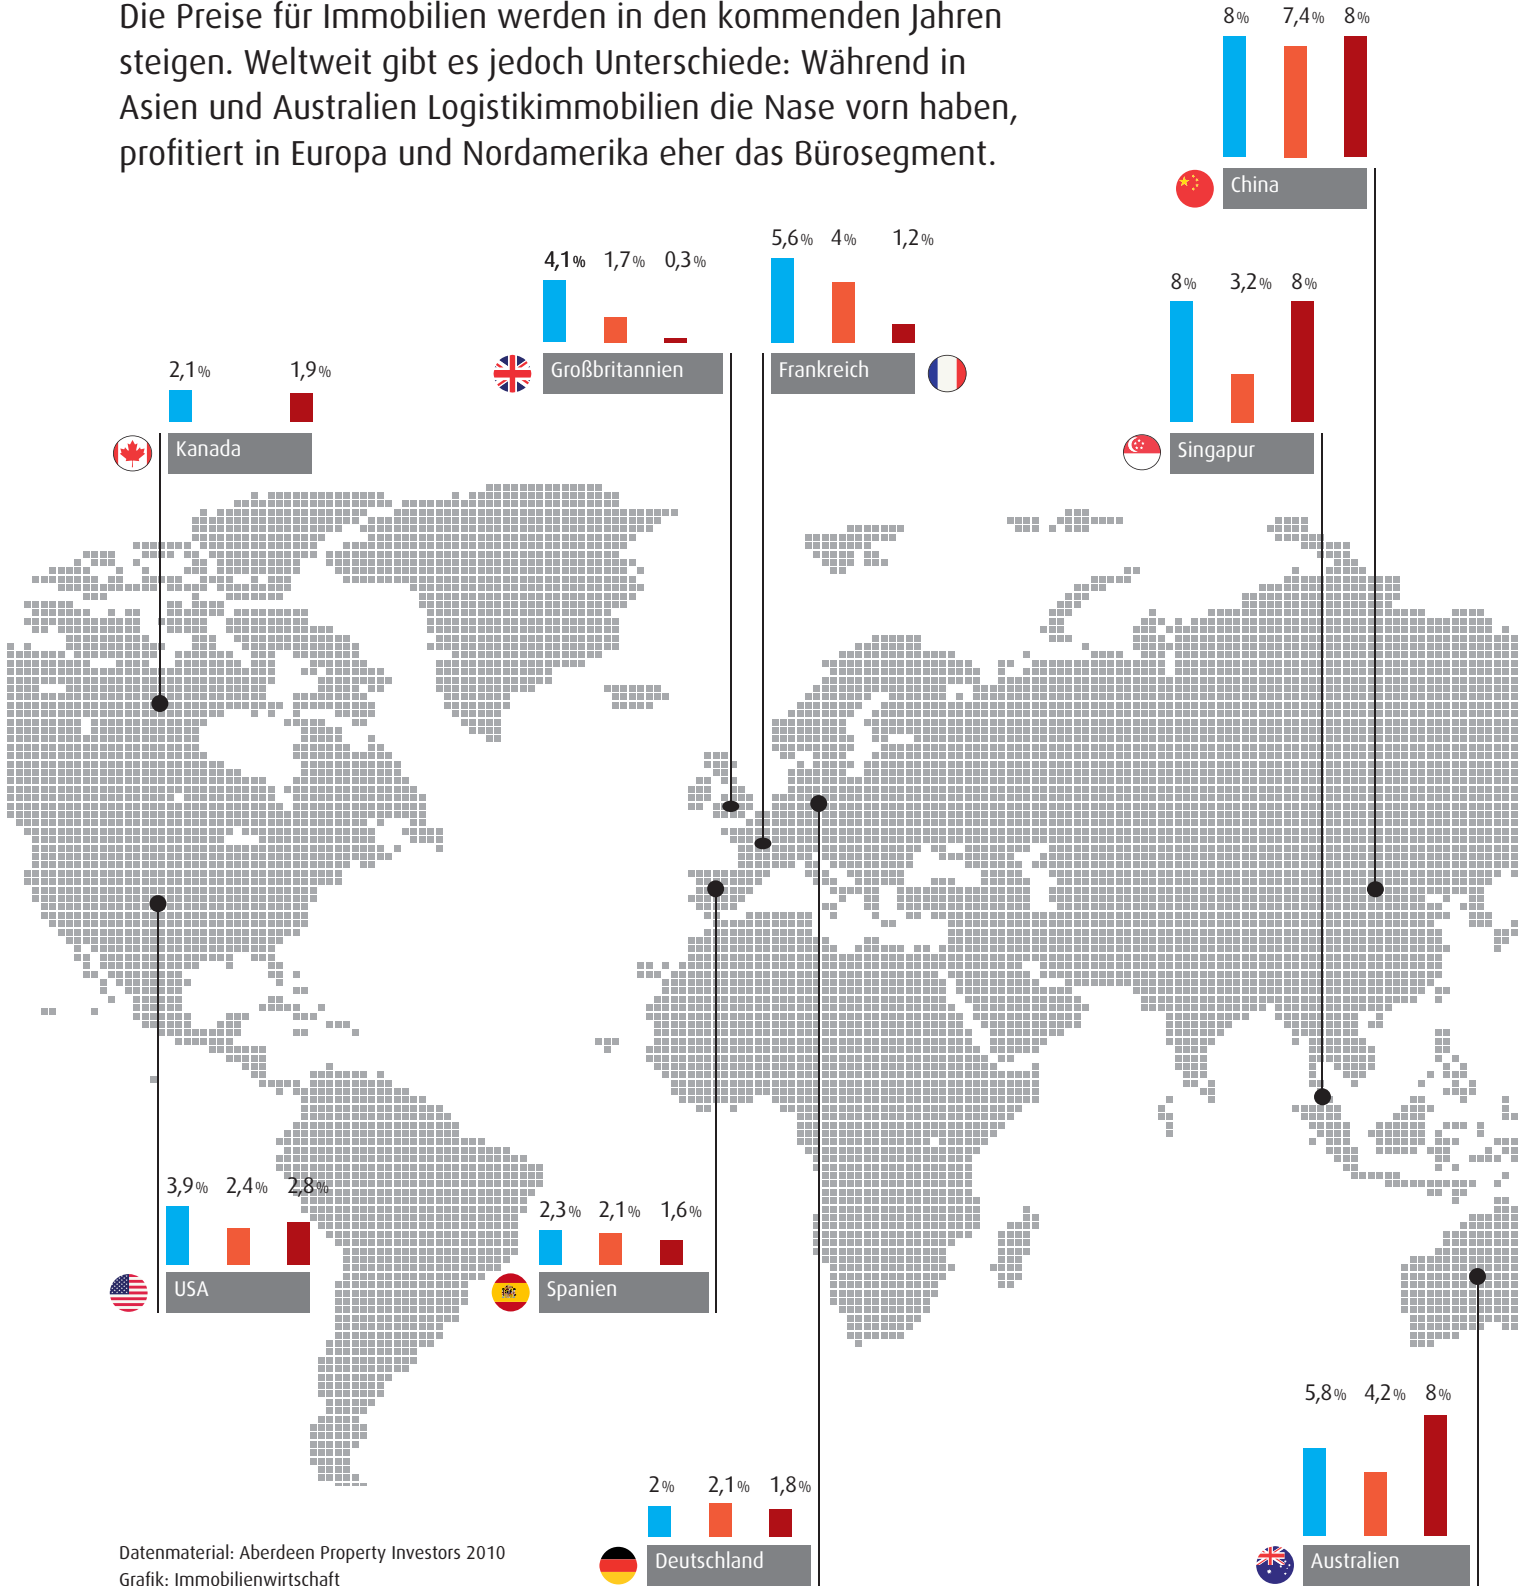 Die Preise für Immobilien werden in den kommenden Jahren
steigen. Weltweit gibt es jedoch Unterschiede: Während in
Asien und Australien Logistikimmobilien die Nase vorn haben,
profitiert in Europa und Nordamerika eher das Bürosegment.
8% 7,4% 8%
China
4,1% 1,7% 0,3%
Großbritannien
5,6% 4% 1,2%
Frankreich
8% 3,2% 8%
Singapur
2,1% 1,9%
Kanada
3,9% 2,4% 2,8%
USA
2,3% 2,1% 1,6%
Spanien
5,8% 4,2% 8%
Australien
2% 2,1% 1,8%
Deutschland
Datenmaterial: Aberdeen Property Investors 2010
Grafik: Immobilienwirtschaft